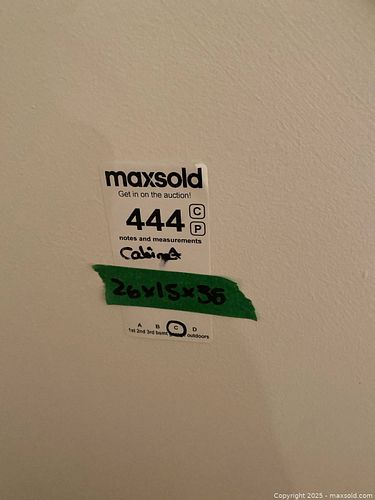 maxsold
Get in on the auction!
444 C
P
notes and measurements
Cabinet
26x15x36
A B C D
1st 2nd 3rd bsmt outdoors
Copyright 2025 - maxsold.com